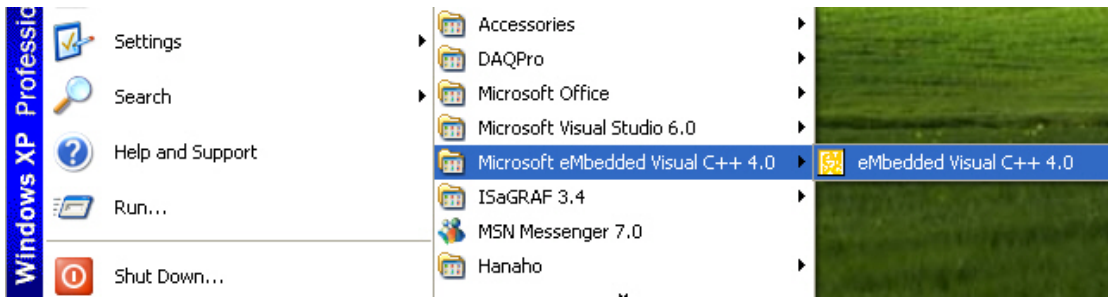 Windows XP Professio
Settings
Search
Help and Support
Run...
Shut Down...
Accessories
DAQPro
Microsoft Office
Microsoft Visual Studio 6.0
Microsoft eMbedded Visual C++ 4.0
ISaGRAF 3.4
MSN Messenger 7.0
Hanaho
eMbedded Visual C++ 4.0